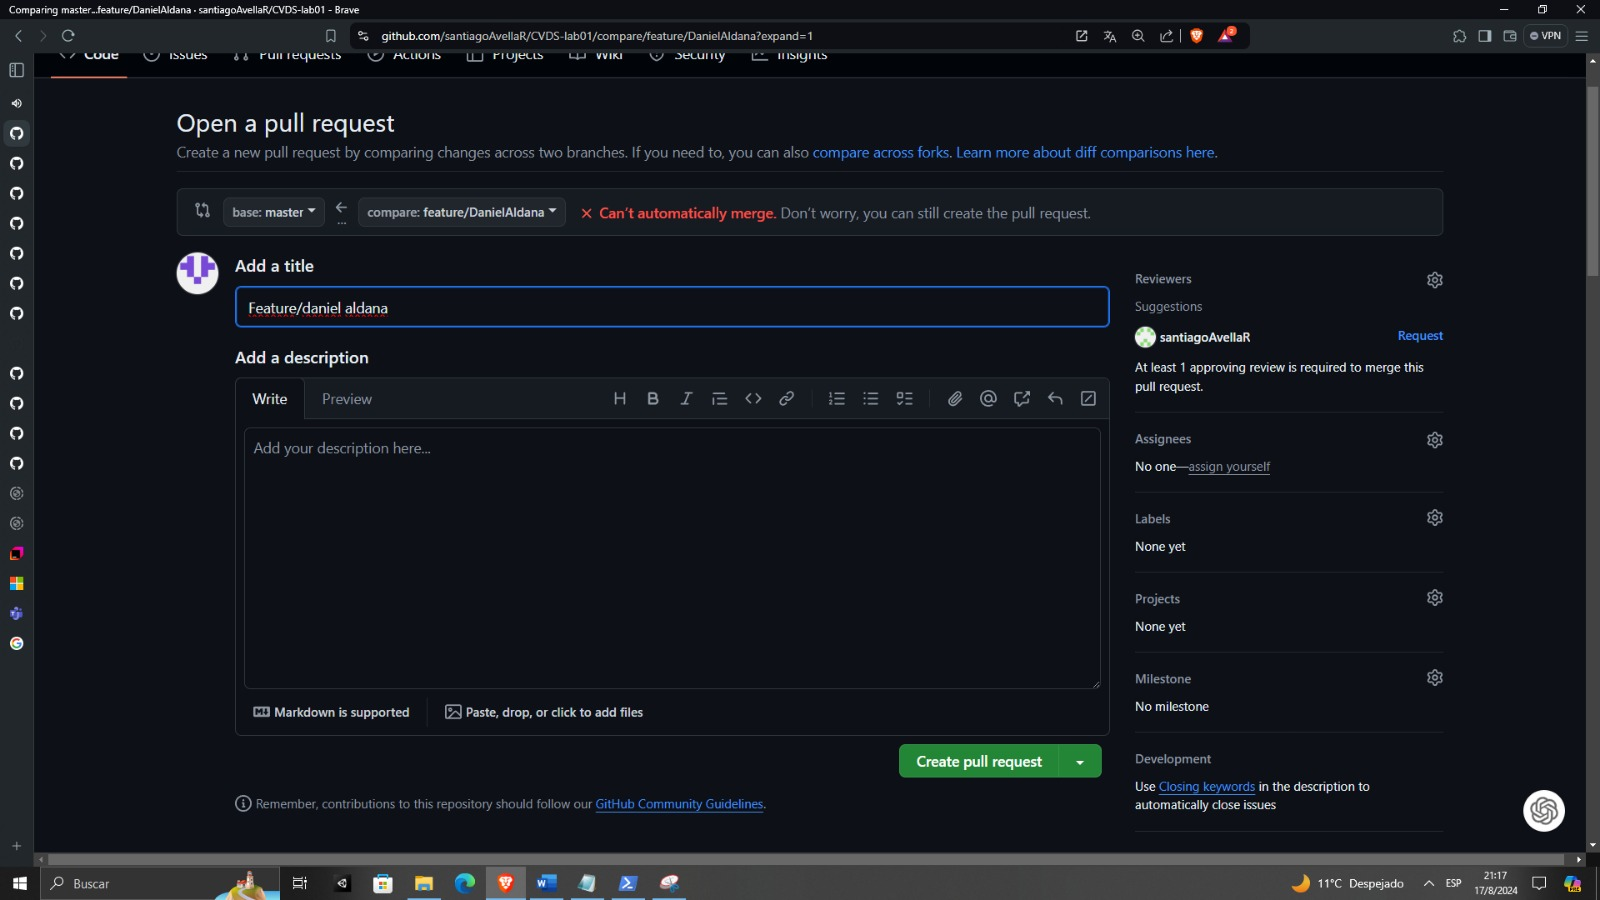 Comparing master...feature/DanielAldana · santiagoAvellaR/CVDS-lab01 - Brave
github.com/santiagoAvellaR/CVDS-lab01/compare/feature/DanielAldana?expand=1
2
VPN
Code Issues Pull requests Actions Projects Wiki Security Insights
Open a pull request
Create a new pull request by comparing changes across two branches. If you need to, you can also compare across forks. Learn more about diff comparisons here.
base: master
compare: feature/DanielAldana
Can't automatically merge. Don't worry, you can still create the pull request.
Add a title
Feature/daniel aldana
Add a description
Write Preview
H B I
Add your description here...
Markdown is supported
Paste, drop, or click to add files
Create pull request
Remember, contributions to this repository should follow our GitHub Community Guidelines.
Reviewers
Suggestions
santiagoAvellaR Request
At least 1 approving review is required to merge this
pull request.
Assignees
No one—assign yourself
Labels
None yet
Projects
None yet
Milestone
No milestone
Development
Use Closing keywords in the description to
automatically close issues
Buscar
11°C Despejado
ESP
21:17
17/8/2024